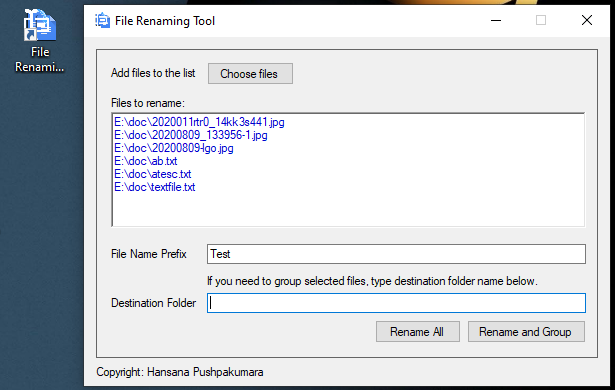 File
Renami...
File Renaming Tool
Add files to the list
Choose files
Files to rename:
E:\doc\2020011rtr0_14kk3s441.jpg
E:\doc\20200809_133956-1.jpg
E:\doc\20200809-lgo.jpg
E:\doc\ab.txt
E:\doc\atesc.txt
E:\doc\textfile.txt
File Name Prefix
Test
If you need to group selected files, type destination folder name below.
Destination Folder
Rename All
Rename and Group
Copyright: Hansana Pushpakumara